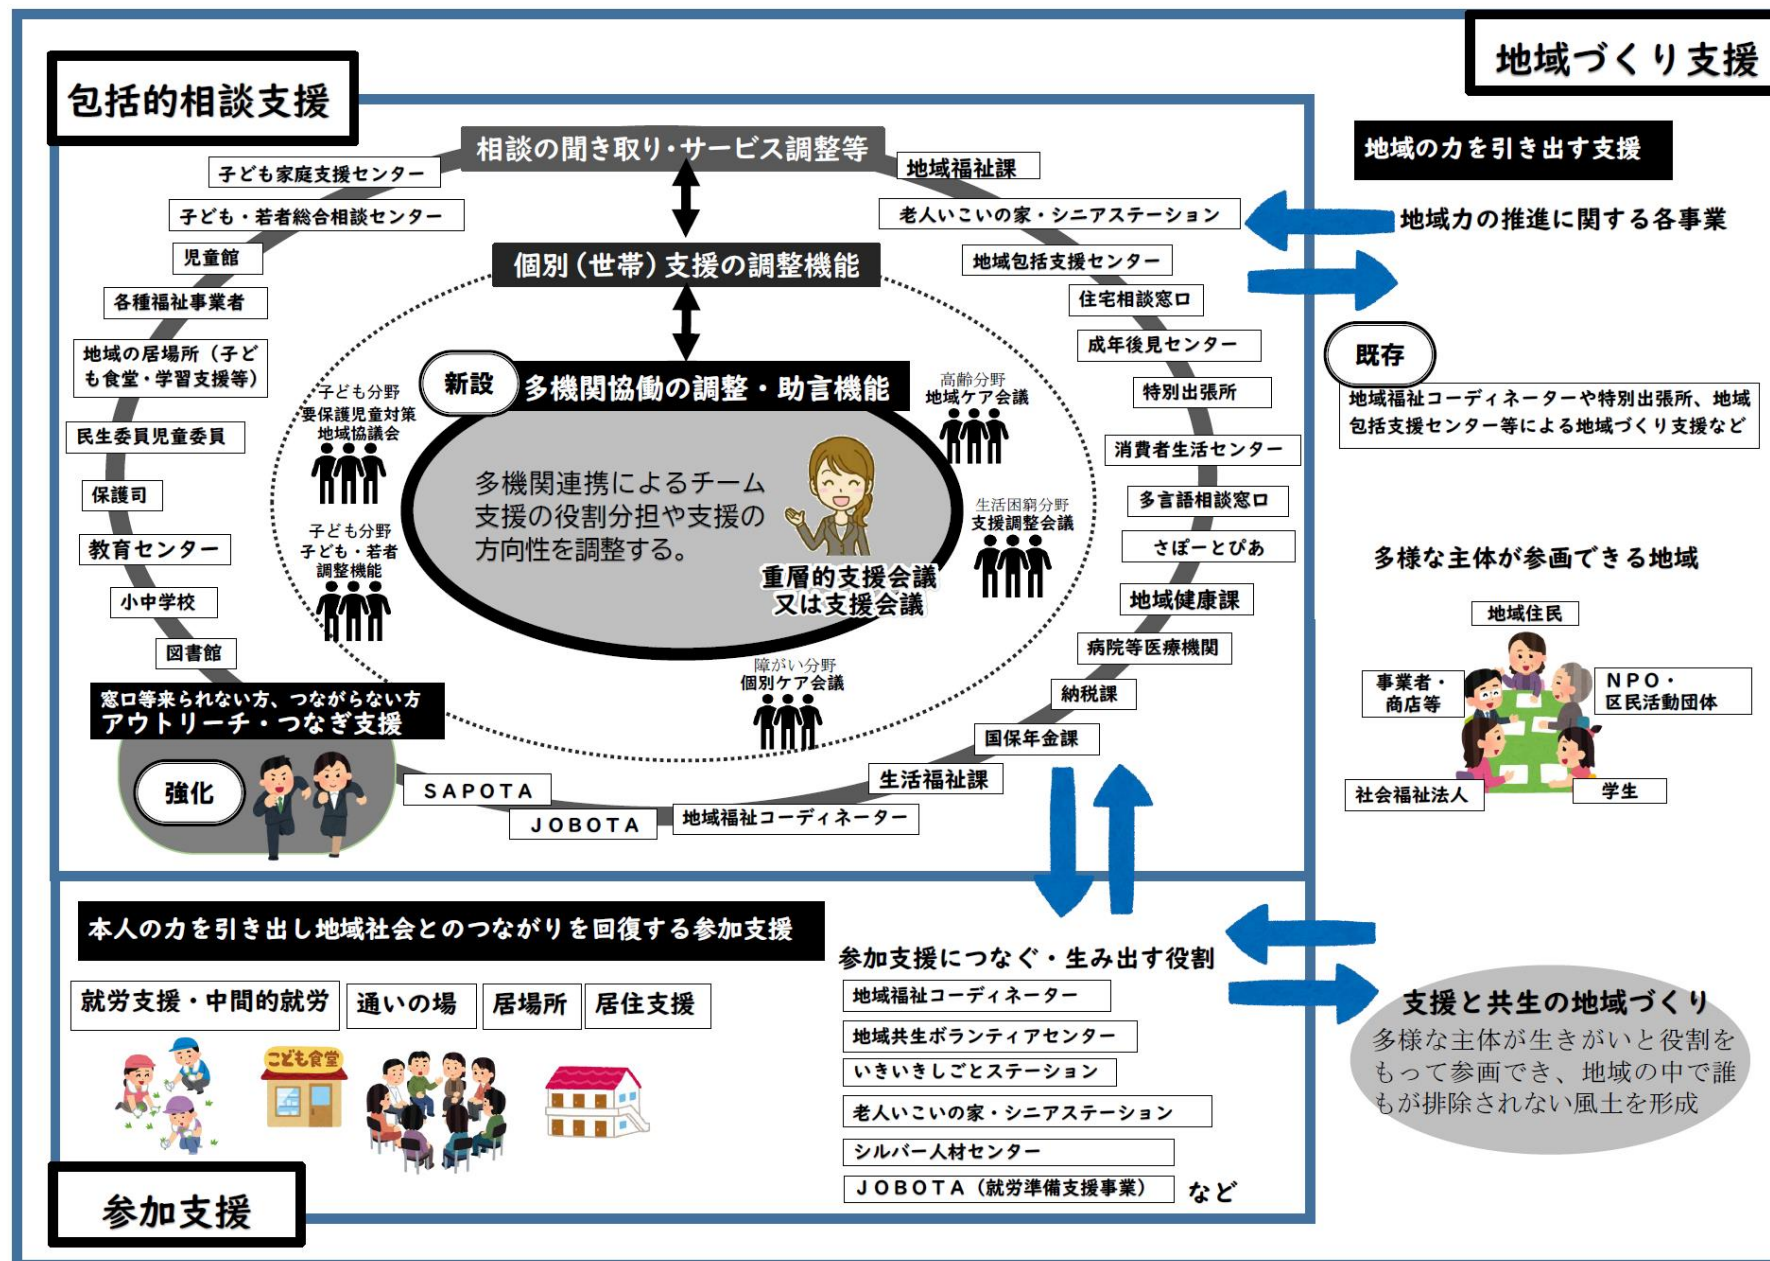 地域づくり支援
包括的相談支援
相談の聞き取り・サービス調整等
子ども家庭支援センター
子ども・若者総合相談センター
児童館
各種福祉事業者
地域の居場所（子ど
も食堂・学習支援等）
民生委員児童委員
保護司
教育センター
小中学校
図書館
窓口等来られない方、つながらない方
アウトリーチ・つなぎ支援
強化
SAPOTA
JOBOTA
地域福祉コーディネーター
生活福祉課
国保年金課
納税課
病院等医療機関
地域健康課
さぽーとぴあ
多言語相談窓口
消費者生活センター
特別出張所
成年後見センター
住宅相談窓口
地域包括支援センター
老人いこいの家・シニアステーション
地域福祉課
個別（世帯）支援の調整機能
新設
多機関協働の調整・助言機能
多機関連携によるチーム
支援の役割分担や支援の
方向性を調整する。
重層的支援会議
又は支援会議
子ども分野
要保護児童対策
地域協議会
子ども分野
子ども・若者
調整機能
高齢分野
地域ケア会議
生活困窮分野
支援調整会議
障がい分野
個別ケア会議
地域の力を引き出す支援
地域力の推進に関する各事業
既存
地域福祉コーディネーターや特別出張所、地域
包括支援センター等による地域づくり支援など
多様な主体が参画できる地域
地域住民
事業者・
商店等
NPO・
区民活動団体
社会福祉法人
学生
支援と共生の地域づくり
多様な主体が生きがいと役割を
もって参画でき、地域の中で誰
もが排除されない風土を形成
本人の力を引き出し地域社会とのつながりを回復する参加支援
就労支援・中間的就労
通いの場
居場所
居住支援
こども食堂
参加支援につなぐ・生み出す役割
地域福祉コーディネーター
地域共生ボランティアセンター
いきいきしごとステーション
老人いこいの家・シニアステーション
シルバー人材センター
JOBOTA（就労準備支援事業）
など
参加支援